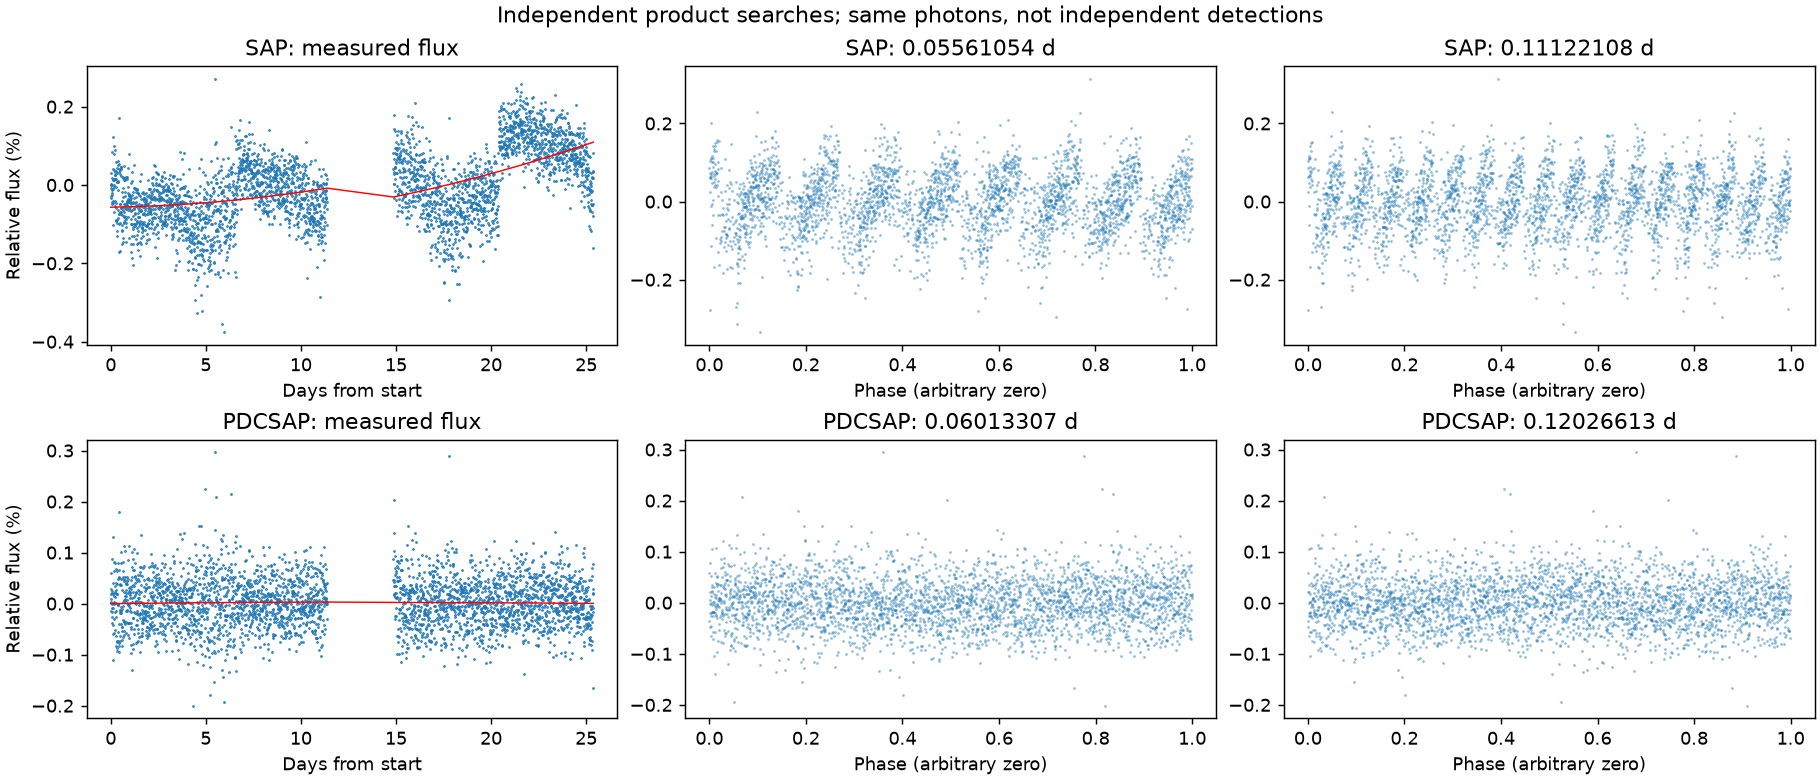 Independent product searches; same photons, not independent detections
SAP: measured flux
Relative flux (%)
0.2
0.0
−0.2
−0.4
0 5 10 15 20 25
Days from start
SAP: 0.05561054 d
0.2
0.0
−0.2
0.0 0.2 0.4 0.6 0.8 1.0
Phase (arbitrary zero)
SAP: 0.11122108 d
0.2
0.0
−0.2
0.0 0.2 0.4 0.6 0.8 1.0
Phase (arbitrary zero)
PDCSAP: measured flux
Relative flux (%)
0.3
0.2
0.1
0.0
−0.1
−0.2
0 5 10 15 20 25
Days from start
PDCSAP: 0.06013307 d
0.3
0.2
0.1
0.0
−0.1
−0.2
0.0 0.2 0.4 0.6 0.8 1.0
Phase (arbitrary zero)
PDCSAP: 0.12026613 d
0.3
0.2
0.1
0.0
−0.1
−0.2
0.0 0.2 0.4 0.6 0.8 1.0
Phase (arbitrary zero)